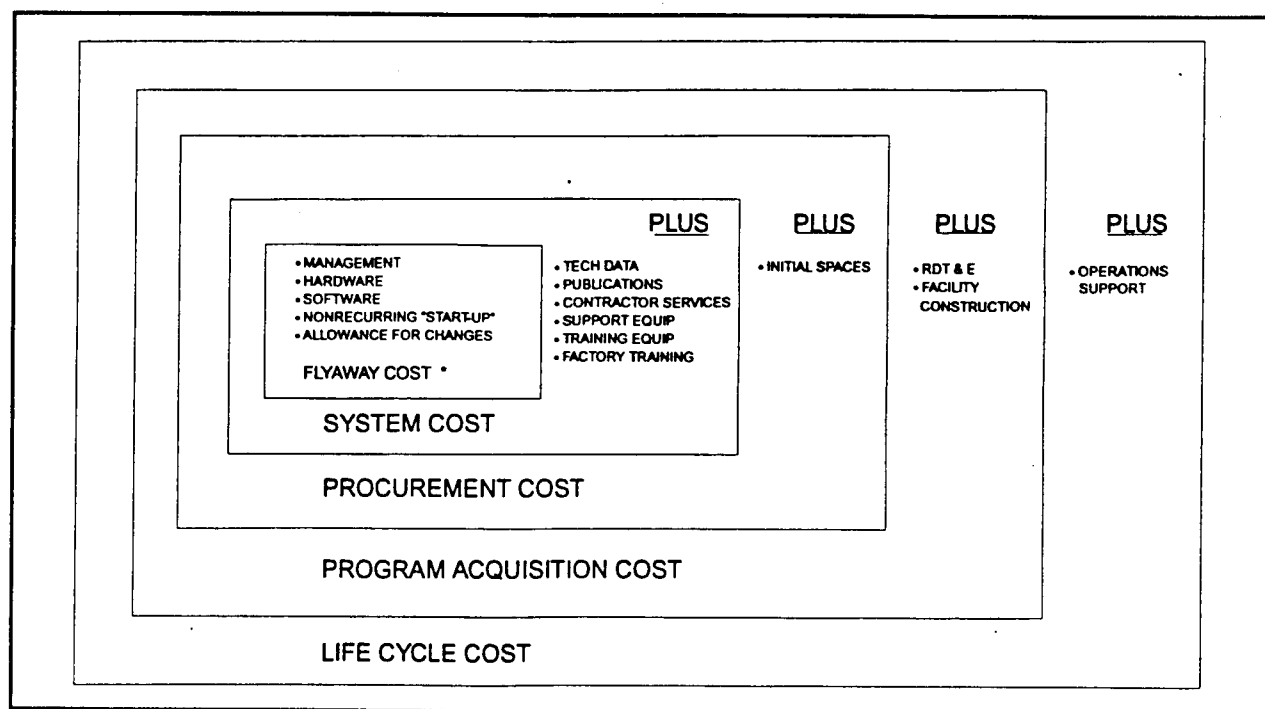 PLUS
PLUS
PLUS
PLUS
• MANAGEMENT
• HARDWARE
• SOFTWARE
• NONRECURRING "START-UP"
• ALLOWANCE FOR CHANGES
FLYAWAY COST *
• TECH DATA
• PUBLICATIONS
• CONTRACTOR SERVICES
• SUPPORT EQUIP
• TRAINING EQUIP
• FACTORY TRAINING
• INITIAL SPACES
• RDT & E
• FACILITY
CONSTRUCTION
• OPERATIONS
SUPPORT
SYSTEM COST
PROCUREMENT COST
PROGRAM ACQUISITION COST
LIFE CYCLE COST